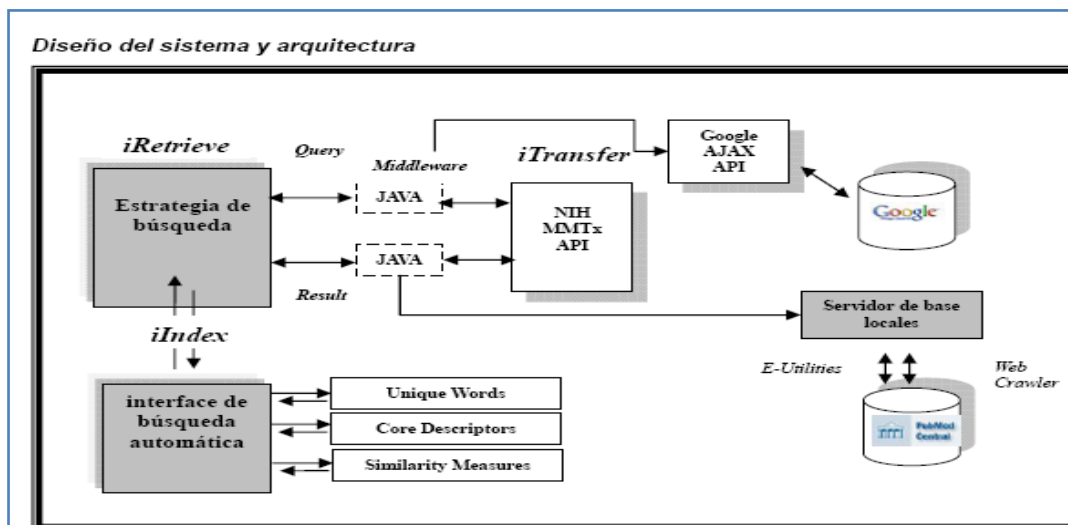 Diseño del sistema y arquitectura
iRetrieve
Query
Middleware
iTransfer
Google
AJAX
API
Estrategia de
búsqueda
JAVA
NIH
MMTx
API
Google
JAVA
Result
Servidor de base
locales
iIndex
E-Utilities
Web
Crawler
interface de
búsqueda
automática
Unique Words
Core Descriptors
Similarity Measures
PubMed
Central